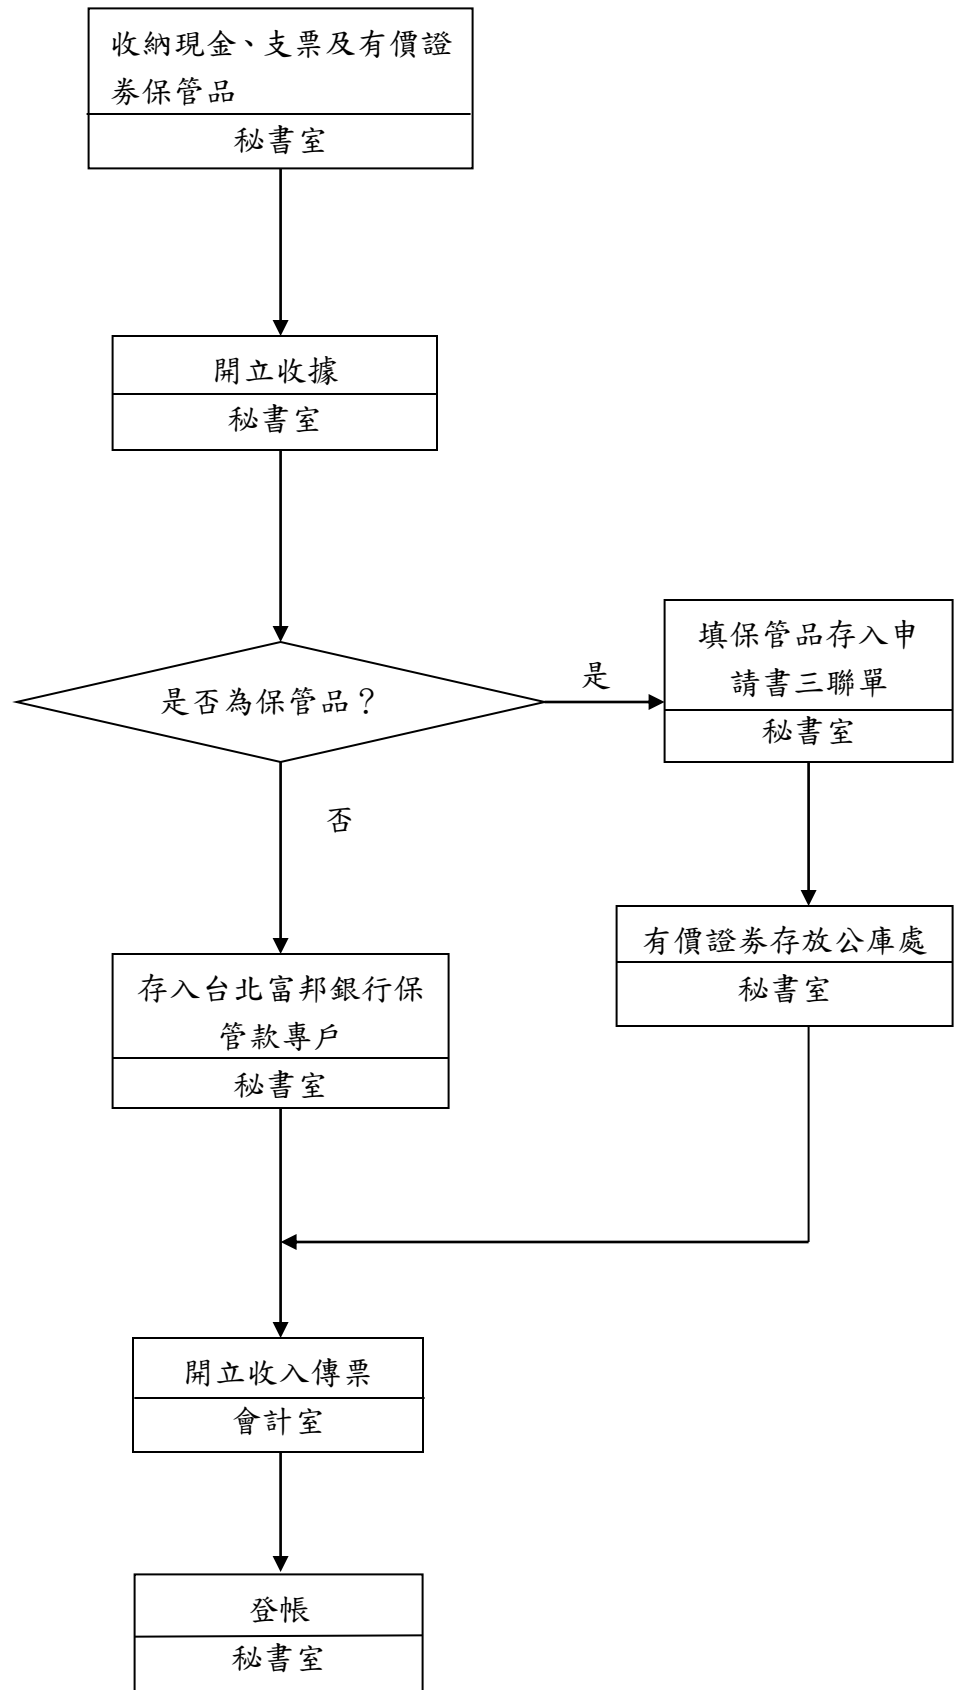 收納現金、支票及有價證
券保管品
秘書室
開立收據
秘書室
是否為保管品？
是
填保管品存入申
請書三聯單
秘書室
否
有價證券存放公庫處
秘書室
存入台北富邦銀行保
管款專戶
秘書室
開立收入傳票
會計室
登帳
秘書室